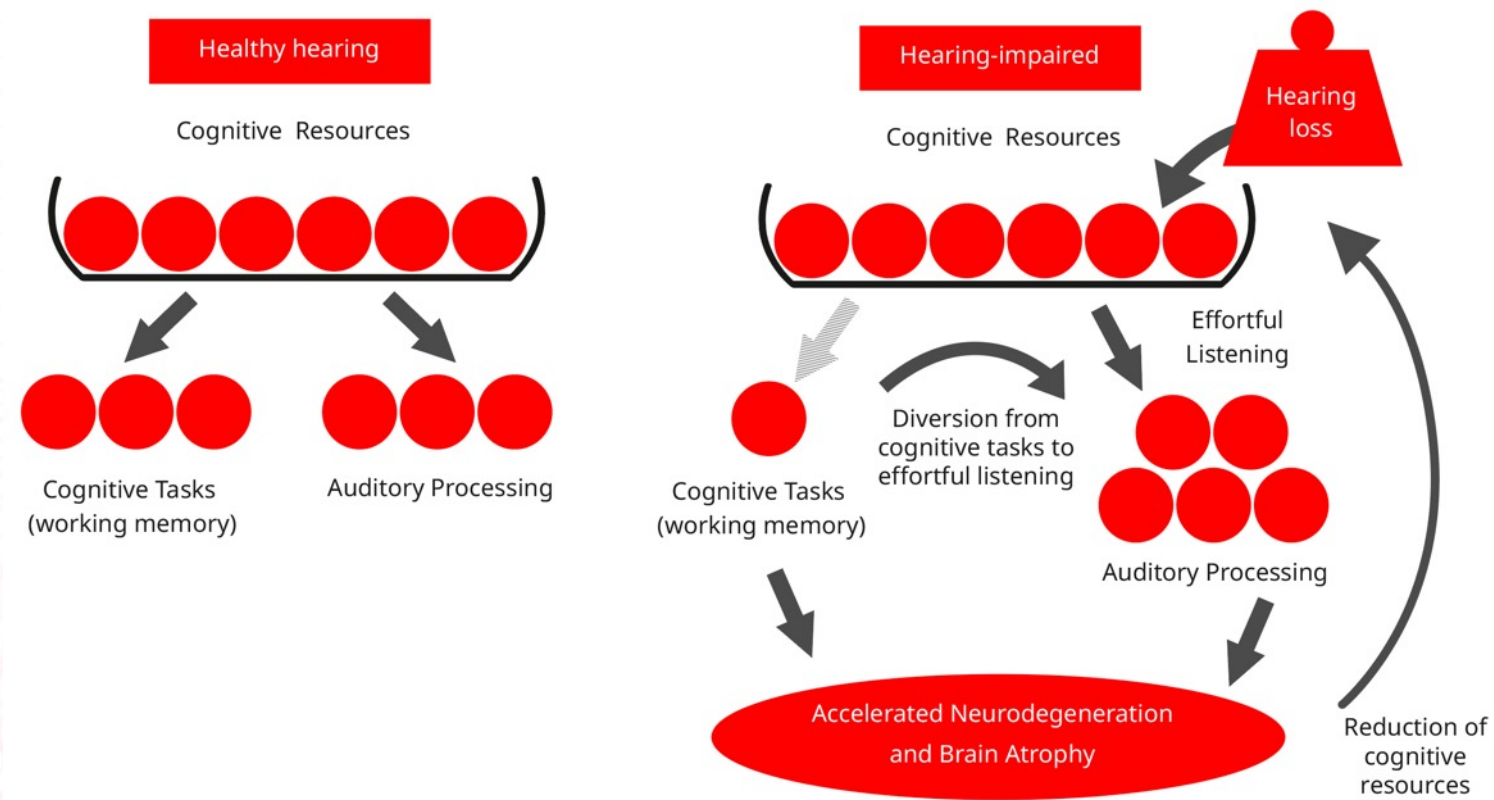 Healthy hearing
Cognitive Resources
Cognitive Tasks
(working memory)
Auditory Processing
Hearing-impaired
Cognitive Resources
Hearing
loss
Effortful
Listening
Diversion from
cognitive tasks to
effortful listening
Cognitive Tasks
(working memory)
Auditory Processing
Accelerated Neurodegeneration
and Brain Atrophy
Reduction of
cognitive
resources